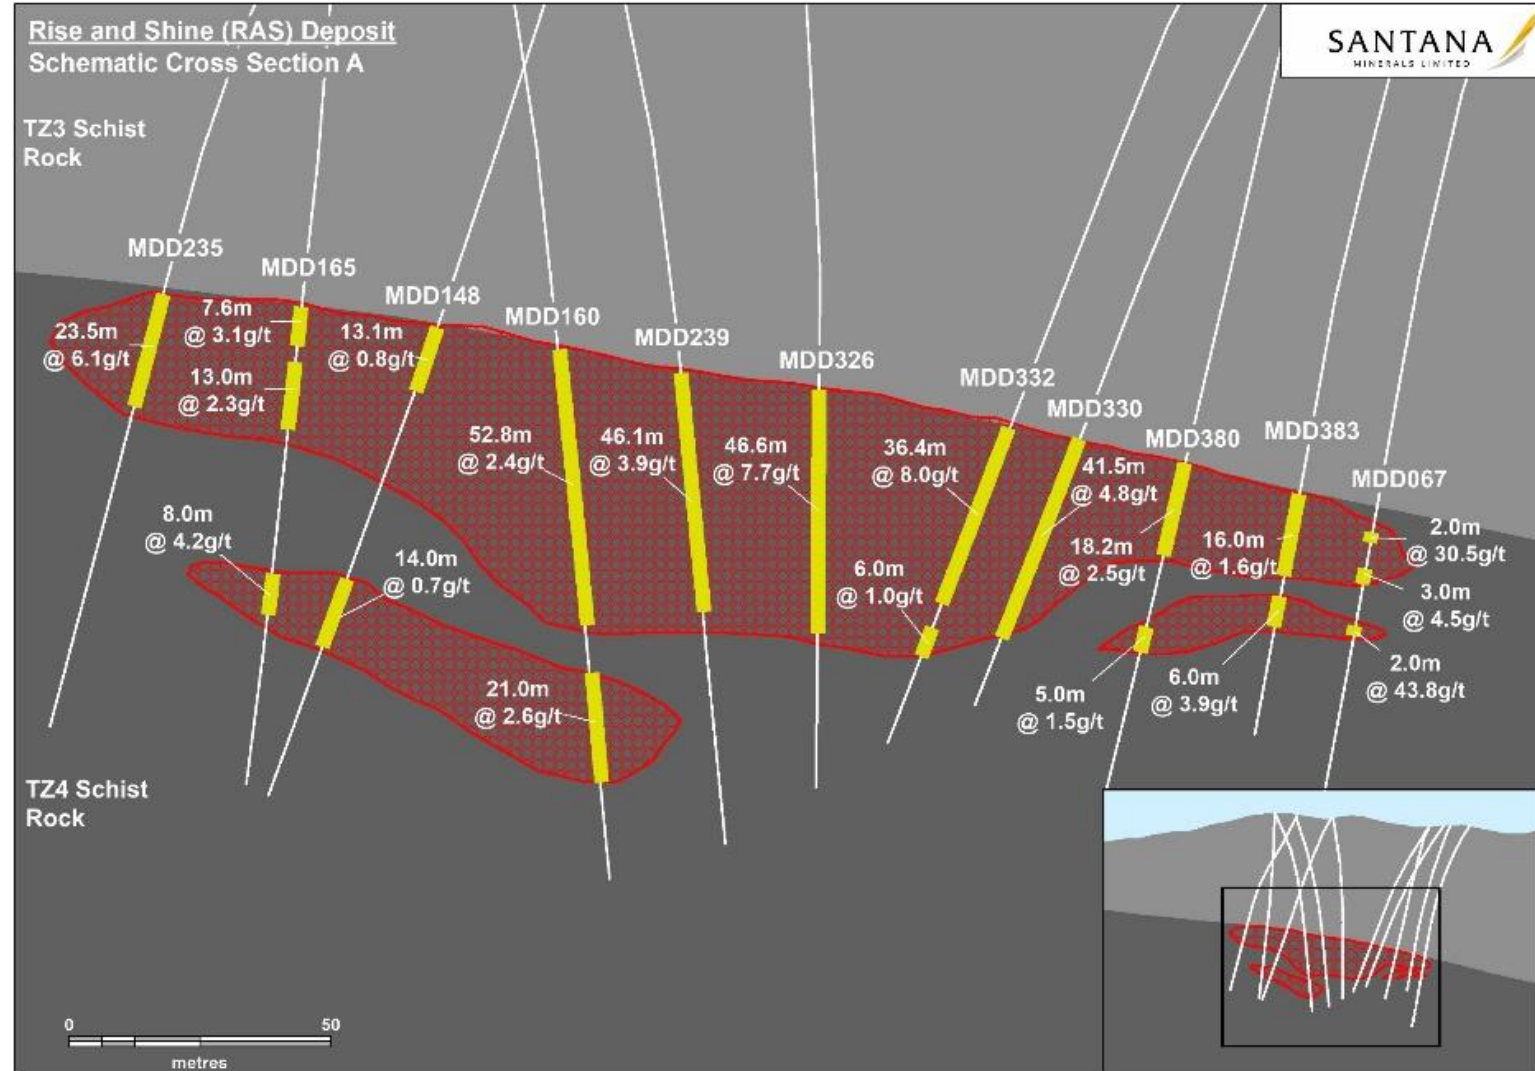 Rise and Shine (RAS) Deposit
Schematic Cross Section A
SANTANA
MINERALS LIMITED
TZ3 Schist
Rock
MDD235
MDD165
MDD148
MDD160
MDD239
MDD326
MDD332
MDD330
MDD380
MDD383
MDD067
23.5m
@ 6.1g/t
7.6m
@ 3.1g/t
13.0m
@ 2.3g/t
13.1m
@ 0.8g/t
52.8m
@ 2.4g/t
46.1m
@ 3.9g/t
46.6m
@ 7.7g/t
36.4m
@ 8.0g/t
41.5m
@ 4.8g/t
18.2m
@ 2.5g/t
16.0m
@ 1.6g/t
2.0m
@ 30.5g/t
3.0m
@ 4.5g/t
8.0m
@ 4.2g/t
14.0m
@ 0.7g/t
6.0m
@ 1.0g/t
21.0m
@ 2.6g/t
5.0m
@ 1.5g/t
6.0m
@ 3.9g/t
2.0m
@ 43.8g/t
TZ4 Schist
Rock
0 50
metres